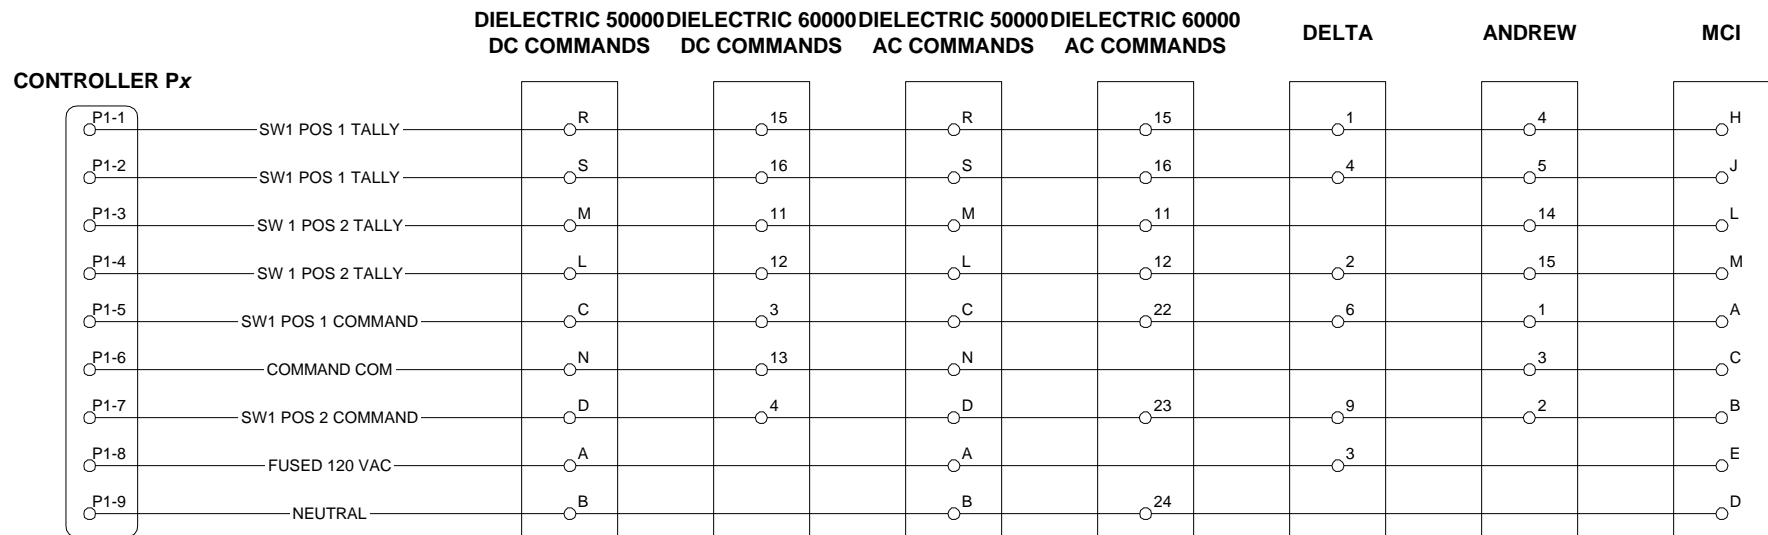 DIELECTRIC 50000 DIELECTRIC 60000 DIELECTRIC 50000 DIELECTRIC 60000
DC COMMANDS DC COMMANDS AC COMMANDS AC COMMANDS DELTA ANDREW MCI
CONTROLLER Px
P1-1 SW1 POS 1 TALLY R 15 R 15 1 4 H
P1-2 SW1 POS 1 TALLY S 16 S 16 4 5 J
P1-3 SW 1 POS 2 TALLY M 11 M 11 14 L
P1-4 SW 1 POS 2 TALLY L 12 L 12 2 15 M
P1-5 SW1 POS 1 COMMAND C 3 C 22 6 1 A
P1-6 COMMAND COM N 13 N 3 C
P1-7 SW1 POS 2 COMMAND D 4 D 23 9 2 B
P1-8 FUSED 120 VAC A A 3 E
P1-9 NEUTRAL B B 24 D